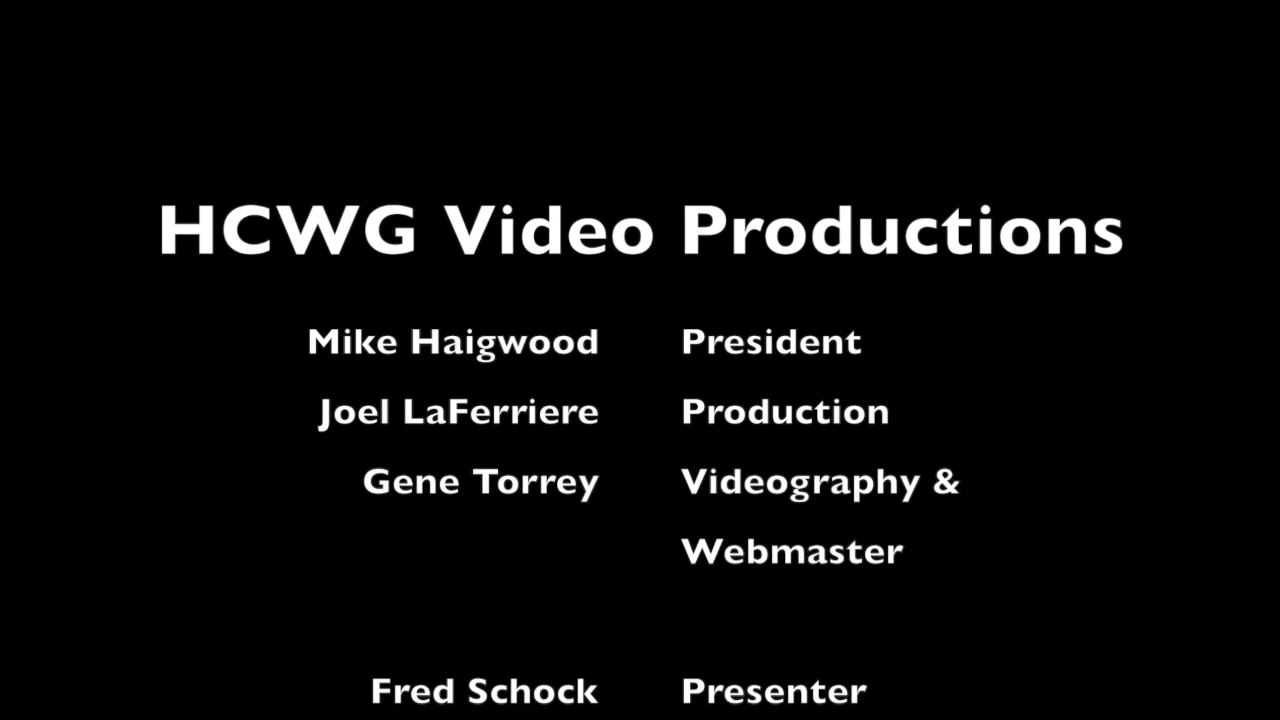 HCWG Video Productions
Mike Haigwood President
Joel LaFerriere Production
Gene Torrey Videography &
Webmaster
Fred Schock Presenter